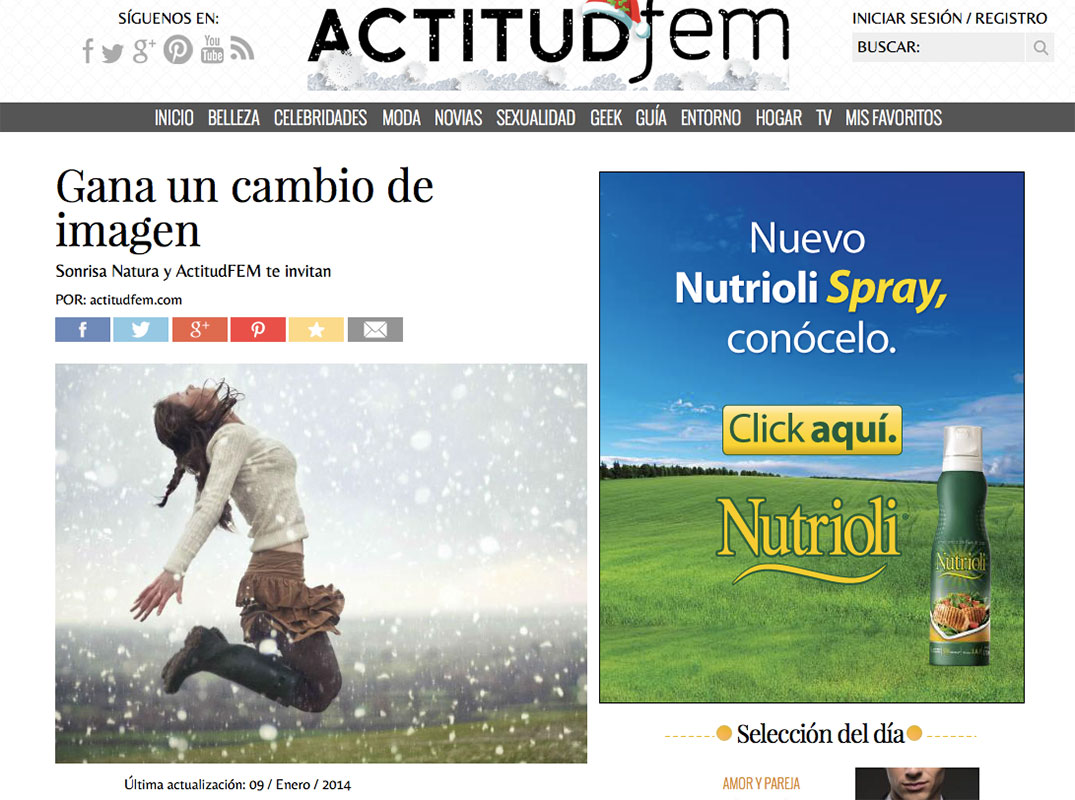 SÍGUENOS EN:
You
Tube
ACTITUDfem
INICIAR SESIÓN / REGISTRO
BUSCAR:
INICIO BELLEZA CELEBRIDADES MODA NOVIAS SEXUALIDAD GEEK GUÍA ENTORNO HOGAR TV MIS FAVORITOS
Gana un cambio de
imagen
Sonrisa Natura y ActitudFEM te invitan
POR: actitudfem.com
Nuevo
Nutrioli Spray,
conócelo.
Click aquí.
Nutrioli
Nutrioli
Última actualización: 09 / Enero / 2014
Selección del día
AMOR Y PAREJA